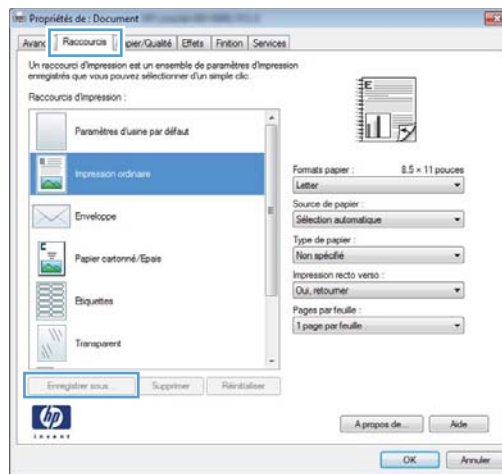 Propriétés de : Document
Avanc Raccourcis pier/Qualité Effets Finition Services
Un raccourci d'impression est un ensemble de paramètres d'impression
enregistrés que vous pouvez sélectionner d'un simple clic.
Raccourcis d'impression :
Paramètres d'usine par défaut
Impression ordinaire
Enveloppe
Papier cartonné/Epais
Etiquettes
Transparent
Enregistrer sous... Supprimer Réinitialiser
Formats papier : 8.5 × 11 pouces
Letter
Source de papier :
Sélection automatique
Type de papier :
Non spécifié
Impression recto verso :
Oui, retourner
Pages par feuille :
1 page par feuille
hp
invent
A propos de... Aide
OK Annuler